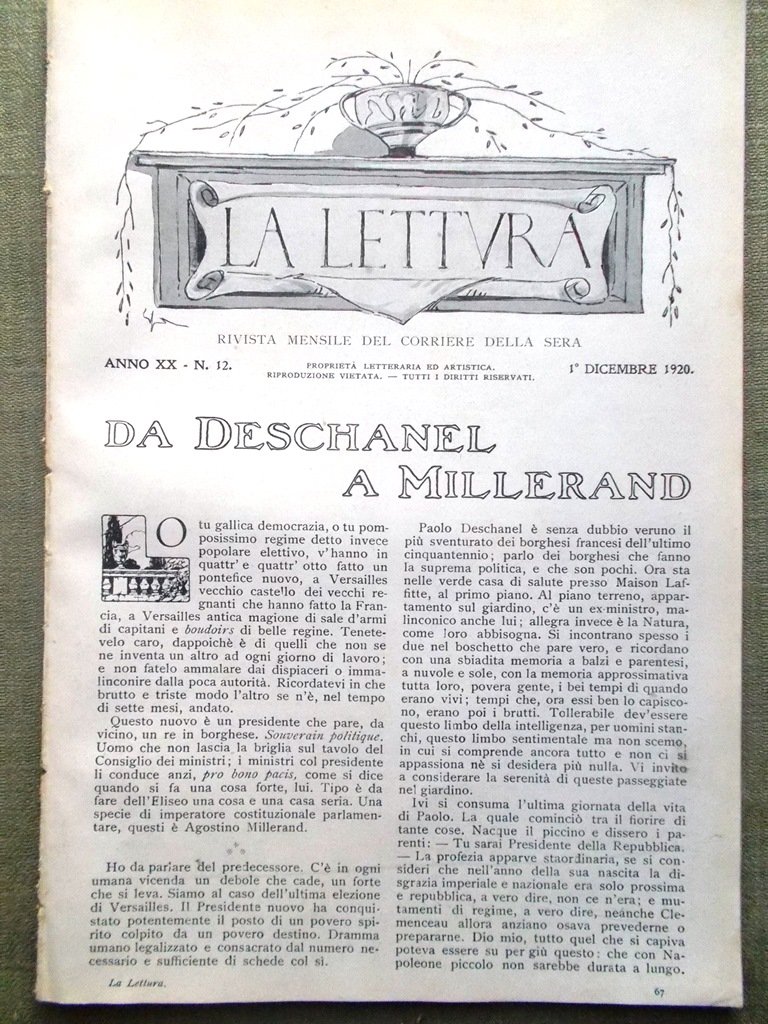 LA LETTVRA
RIVISTA MENSILE DEL CORRIERE DELLA SERA
ANNO XX - N. 12.
PROPRIETÀ LETTERARIA ED ARTISTICA.
RIPRODUZIONE VIETATA. — TUTTI I DIRITTI RISERVATI.
1° DICEMBRE 1920.
DA DESCHANEL
A MILLERAND
LO tu gallica democrazia, o tu pom-
posissimo regime detto invece
popolare elettivo, v'hanno in
quattr' e quattr' otto fatto un
pontefice nuovo, a Versailles
vecchio castello dei vecchi re-
gnanti che hanno fatto la Fran-
cia, a Versailles antica magione di sale d'armi
di capitani e boudoirs di belle regine. Tenete-
velo caro, dappoichè è di quelli che non se
ne inventa un altro ad ogni giorno di lavoro;
e non fatelo ammalare dai dispiaceri o imma-
linconire dalla poca autorità. Ricordatevi in che
brutto e triste modo l'altro se n'è, nel tempo
di sette mesi, andato.
Questo nuovo è un presidente che pare, da
vicino, un re in borghese. Souverain politique.
Uomo che non lascia la briglia sul tavolo del
Consiglio dei ministri; i ministri col presidente
li conduce anzi, pro bono pacis, come si dice
quando si fa una cosa forte, lui. Tipo è da
fare dell'Eliseo una cosa e una casa seria. Una
specie di imperatore costituzionale parlamen-
tare, questi è Agostino Millerand.
Ho da parlare del predecessore. C'è in ogni
umana vicenda un debole che cade, un forte
che si leva. Siamo al caso dell'ultima elezione
di Versailles. Il Presidente nuovo ha conqui-
stato potentemente il posto di un povero spi-
rito colpito da un povero destino. Dramma
umano legalizzato e consacrato dal numero ne-
cessario e sufficiente di schede col sì.
La Lettura.
Paolo Deschanel è senza dubbio veruno il
più sventurato dei borghesi francesi dell'ultimo
cinquantennio; parlo dei borghesi che fanno
la suprema politica, e che son pochi. Ora sta
nelle verde casa di salute presso Maison Laf-
fitte, al primo piano. Al piano terreno, appar-
tamento sul giardino, c'è un ex-ministro, ma-
linconico anche lui; allegra invece è la Natura,
come loro abbisogna. Si incontrano spesso i
due nel boschetto che pare vero, e ricordano
con una sbiadita memoria a balzi e parentesi,
a nuvole e sole, con la memoria approssimativa
tutta loro, povera gente, i bei tempi di quando
erano vivi; tempi che, ora essi ben lo capisco-
no, erano poi i brutti. Tollerabile dev'essere
questo limbo della intelligenza, per uomini stan-
chi, questo limbo sentimentale ma non scemo,
in cui si comprende ancora tutto e non ci si
appassiona nè si desidera più nulla. Vi invito
a considerare la serenità di queste passeggiate
nel giardino.
Ivi si consuma l'ultima giornata della vita
di Paolo. La quale cominciò tra il fiorire di
tante cose. Nacque il piccino e dissero i pa-
renti: — Tu sarai Presidente della Repubblica.
— La profezia apparve staordinaria, se si con-
sideri che nell'anno della sua nascita la di-
sgrazia imperiale e nazionale era solo prossima
e repubblica, a vero dire, non ce n'era; e mu-
tamenti di regime, a vero dire, neánche Cle-
menceau allora anziano osava prevederne o
prepararne. Dio mio, tutto quel che si capiva
poteva essere su per giù questo: che con Na-
poleone piccolo non sarebbe durata a lungo.
67